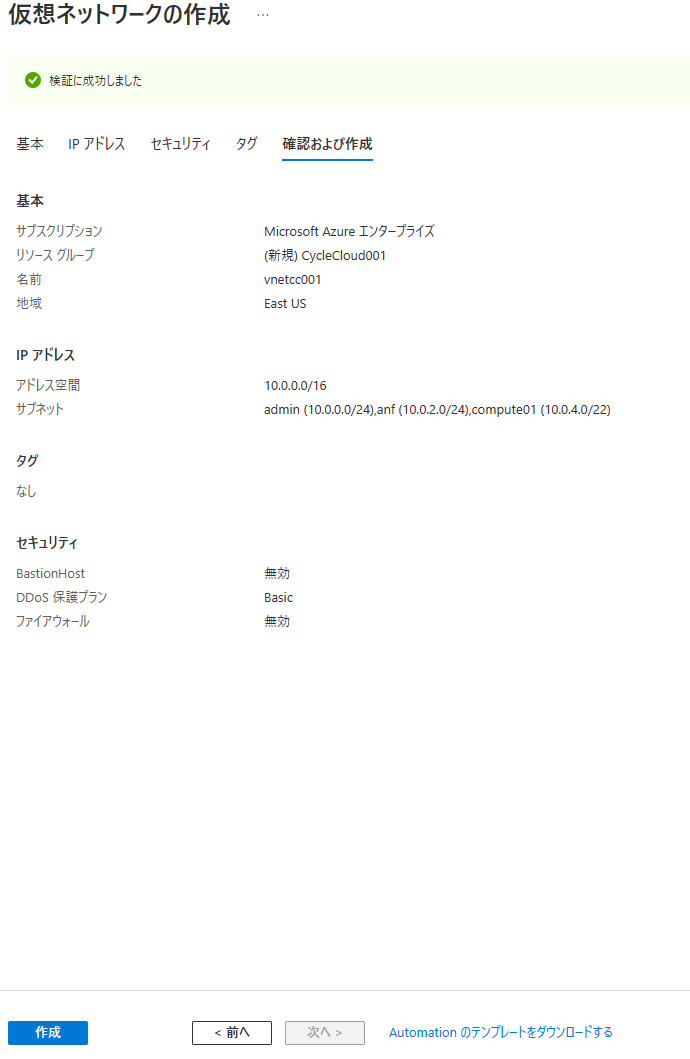 仮想ネットワークの作成 …
検証に成功しました
基本 IP アドレス セキュリティ タグ 確認および作成
基本
サブスクリプション Microsoft Azure エンタープライズ
リソース グループ (新規) CycleCloud001
名前 vnetcc001
地域 East US
IP アドレス
アドレス空間 10.0.0.0/16
サブネット admin (10.0.0.0/24),anf (10.0.2.0/24),compute01 (10.0.4.0/22)
タグ
なし
セキュリティ
BastionHost 無効
DDoS 保護プラン Basic
ファイアウォール 無効
作成 < 前へ 次へ > Automation のテンプレートをダウンロードする